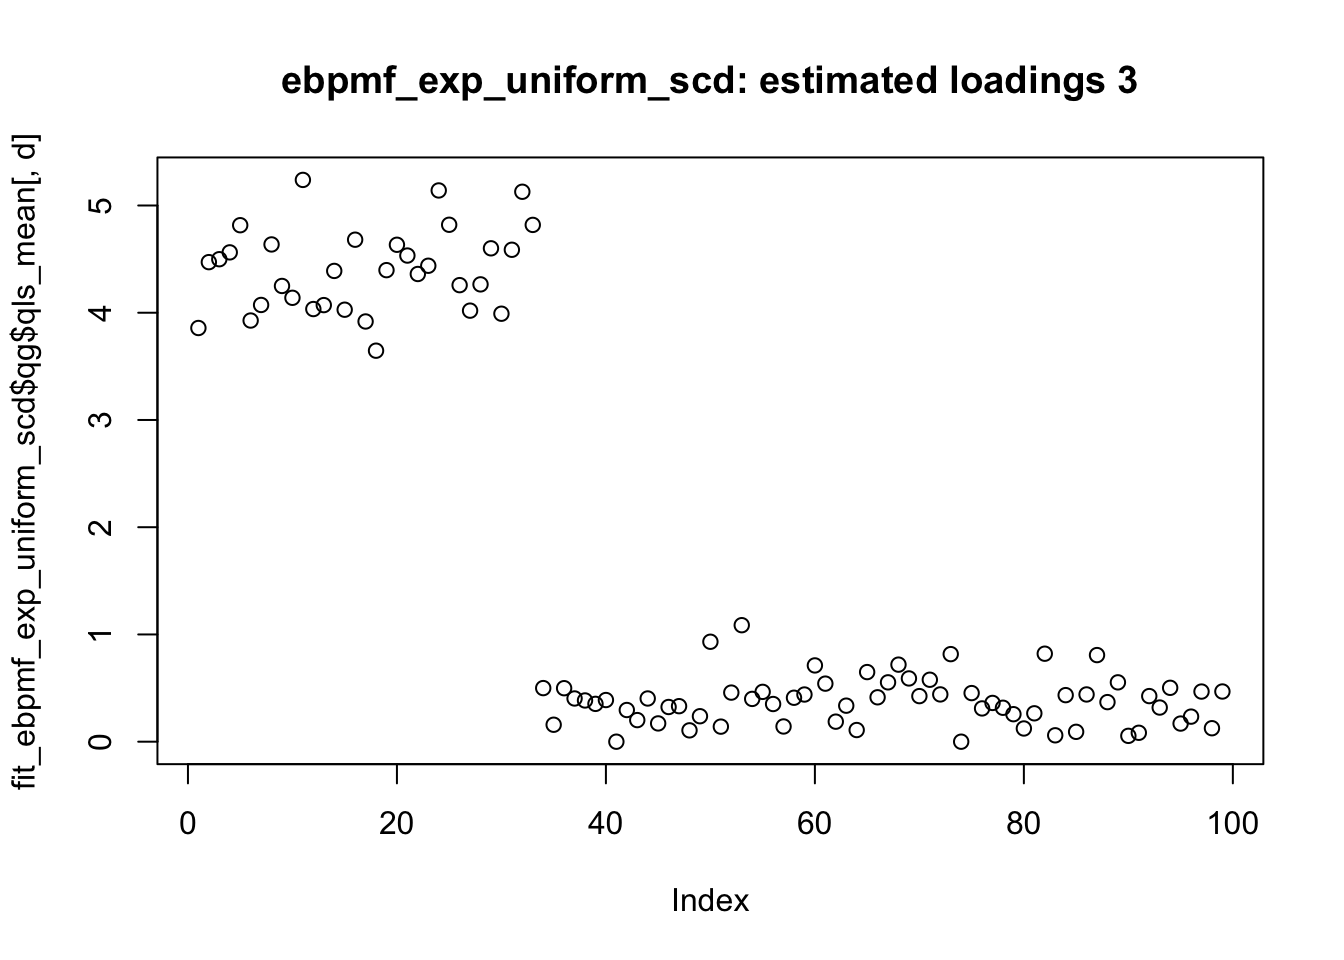 ebpmf_exp_uniform_scd: estimated loadings 3
fit_ebpmf_exp_uniform_scd$qg$qls_mean[, d]
5
4
3
2
1
0
0 20 40 60 80 100
Index